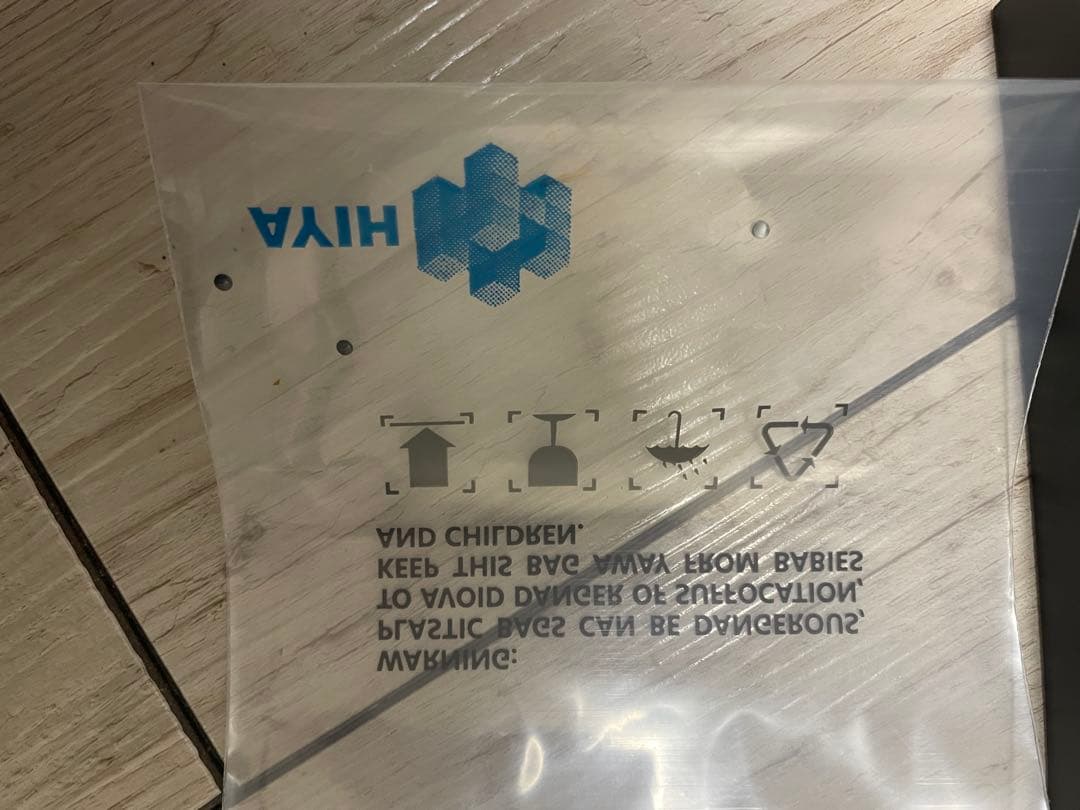 WARNING:
PLASTIC BAGS CAN BE DANGEROUS,
TO AVOID DANGER OF SUFFOCATION,
KEEP THIS BAG AWAY FROM BABIES
AND CHILDREN.
HIYA